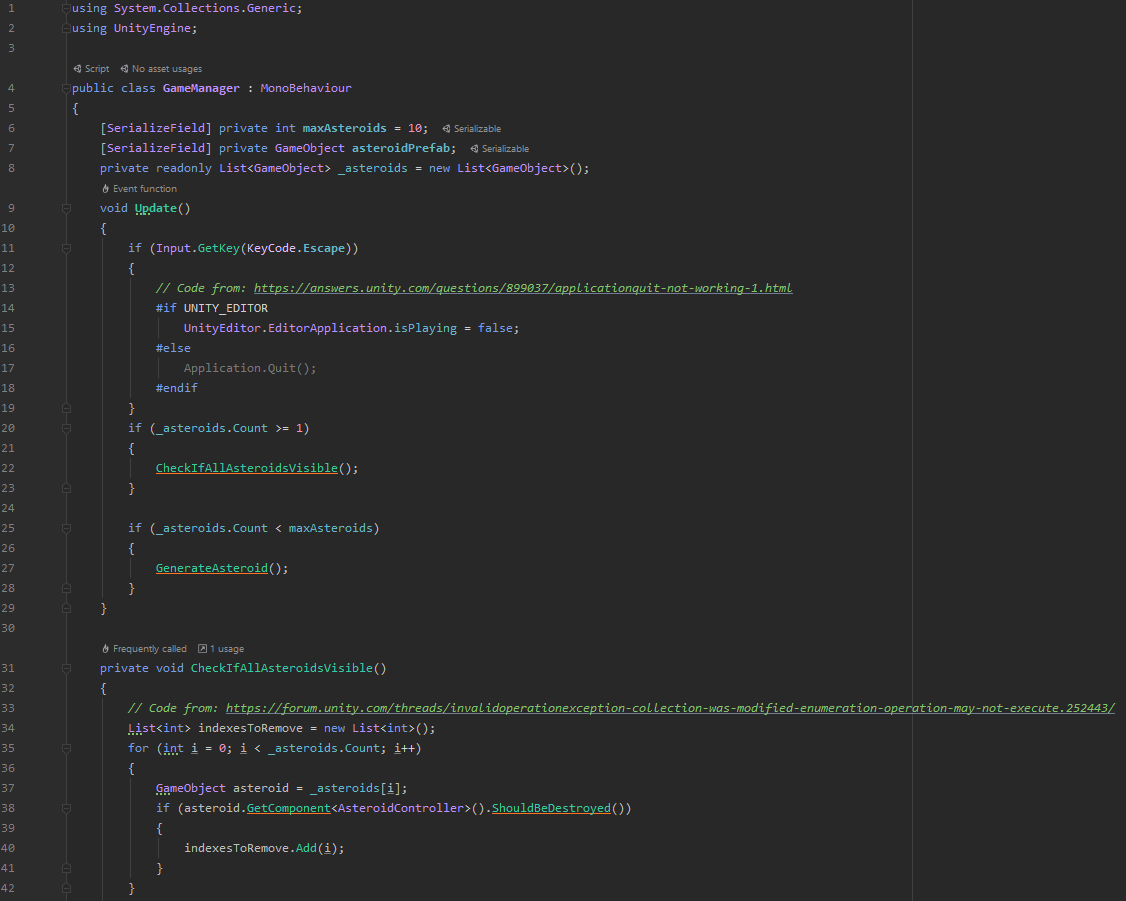 1 using System.Collections.Generic;
2 using UnityEngine;
3
Script No asset usages
4 public class GameManager : MonoBehaviour
5 {
6 [SerializeField] private int maxAsteroids = 10; Serializable
7 [SerializeField] private GameObject asteroidPrefab; Serializable
8 private readonly List<GameObject> _asteroids = new List<GameObject>();
Event function
9 void Update()
10 {
11 if (Input.GetKey(KeyCode.Escape))
12 {
13 // Code from: https://answers.unity.com/questions/899037/applicationquit-not-working-1.html
14 #if UNITY_EDITOR
15 UnityEditor.EditorApplication.isPlaying = false;
16 #else
17 Application.Quit();
18 #endif
19 }
20 if (_asteroids.Count >= 1)
21 {
22 CheckIfAllAsteroidsVisible();
23 }
24
25 if (_asteroids.Count < maxAsteroids)
26 {
27 GenerateAsteroid();
28 }
29 }
30
Frequently called 1 usage
31 private void CheckIfAllAsteroidsVisible()
32 {
33 // Code from: https://forum.unity.com/threads/invalidoperationexception-collection-was-modified-enumeration-operation-may-not-execute.252443/
34 List<int> indexesToRemove = new List<int>();
35 for (int i = 0; i < _asteroids.Count; i++)
36 {
37 GameObject asteroid = _asteroids[i];
38 if (asteroid.GetComponent<AsteroidController>().ShouldBeDestroyed())
39 {
40 indexesToRemove.Add(i);
41 }
42 }